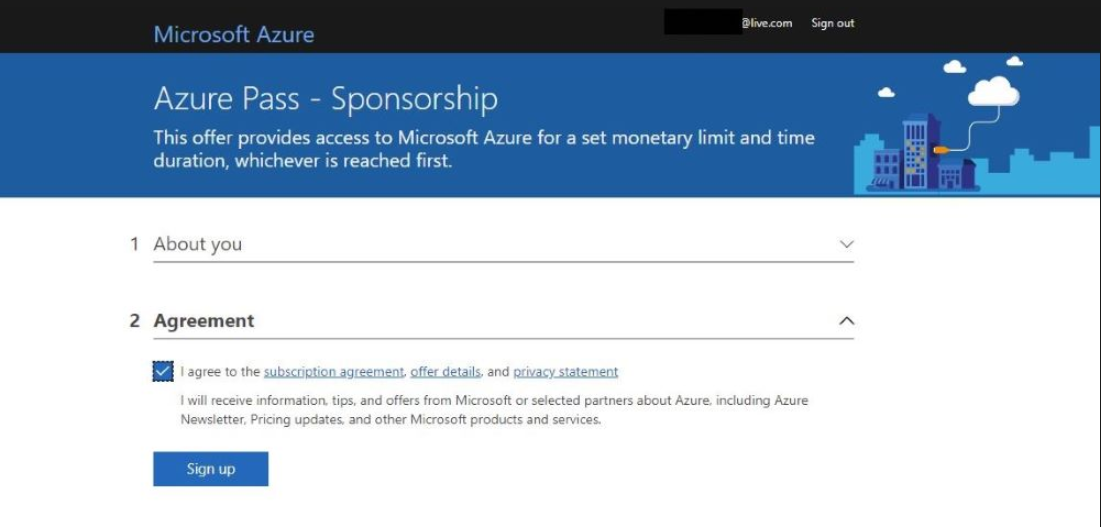 Microsoft Azure
@live.com Sign out
Azure Pass - Sponsorship
This offer provides access to Microsoft Azure for a set monetary limit and time
duration, whichever is reached first.
1 About you
2 Agreement
I agree to the subscription agreement, offer details, and privacy statement
I will receive information, tips, and offers from Microsoft or selected partners about Azure, including Azure
Newsletter, Pricing updates, and other Microsoft products and services.
Sign up